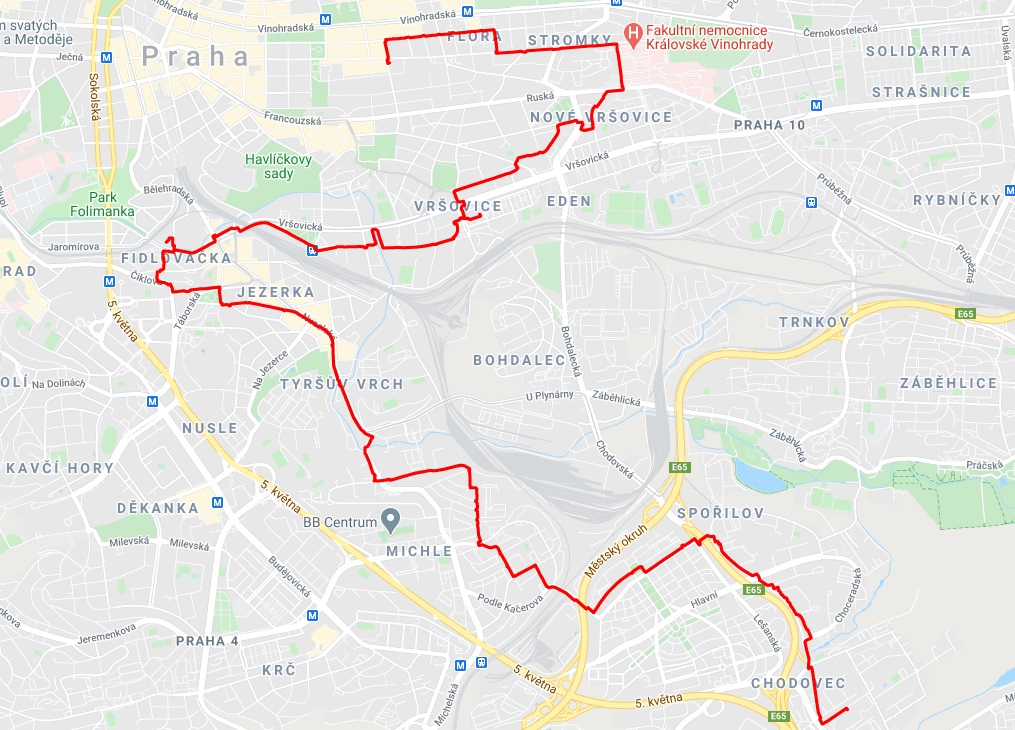 Vinohradská
Vinohradská
Vinohradská
m svatých
a Metoděje
Ječná
M
M
M
M
Praha
FLORA
STROMKY
H
Fakultní nemocnice
Královské Vinohrady
Černokostelecká
Úvalská
SOLIDARITA
STRAŠNICE
Sokolská
Ruská
Francouzská
NOVÉ VRŠOVICE
M
PRAHA 10
Havlíčkovy
sady
Vršovická
Bělehradská
Park
Folimanka
VRŠOVICE
EDEN
Průběžná
RYBNÍČKY
M
Vršovická
Jaromírova
FIDLOVAČKA
RAD
Čiklova
M
JEZERKA
Průběžná
E65
5. května
Táborská
TRNKOV
Na Jezerce
BOHDALEC
Bohdalecká
OLÍ
Na Dolinách
TYRŠŮV VRCH
ZÁBĚHLICE
M
U Plynárny
Záběhlická
NUSLE
Záběhlická
Chodovská
KAVČÍ HORY
E65
Práčská
5. května
DĚKANKA
M
SPOŘILOV
BB Centrum
Městský okruh
Milevská
Milevská
MICHLE
Budějovická
Podle Kačerova
Hlavní
E65
Choceradská
M
Lešanská
Jeremenkova
PRAHA 4
M
KRČ
5. května
Michelská
CHODOVEC
5. května
E65